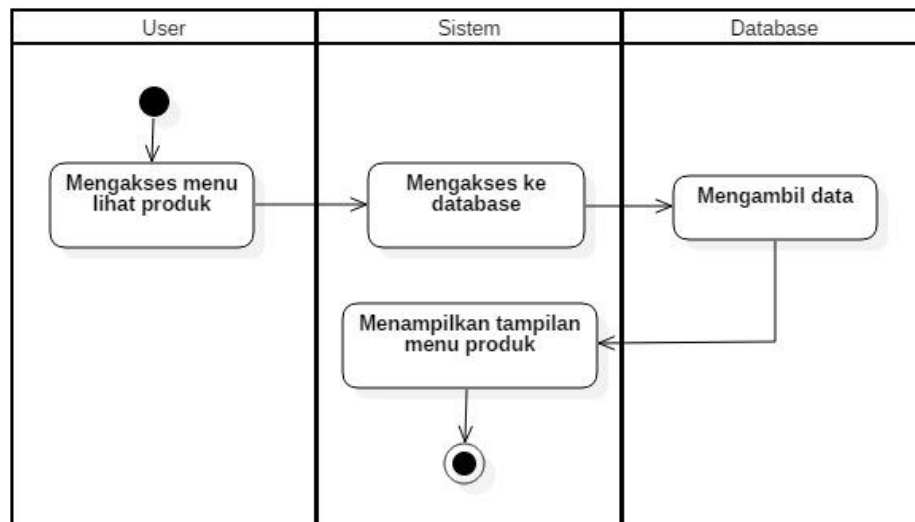 User
Sistem
Database
Mengakses menu
lihat produk
Mengakses ke
database
Mengambil data
Menampilkan tampilan
menu produk